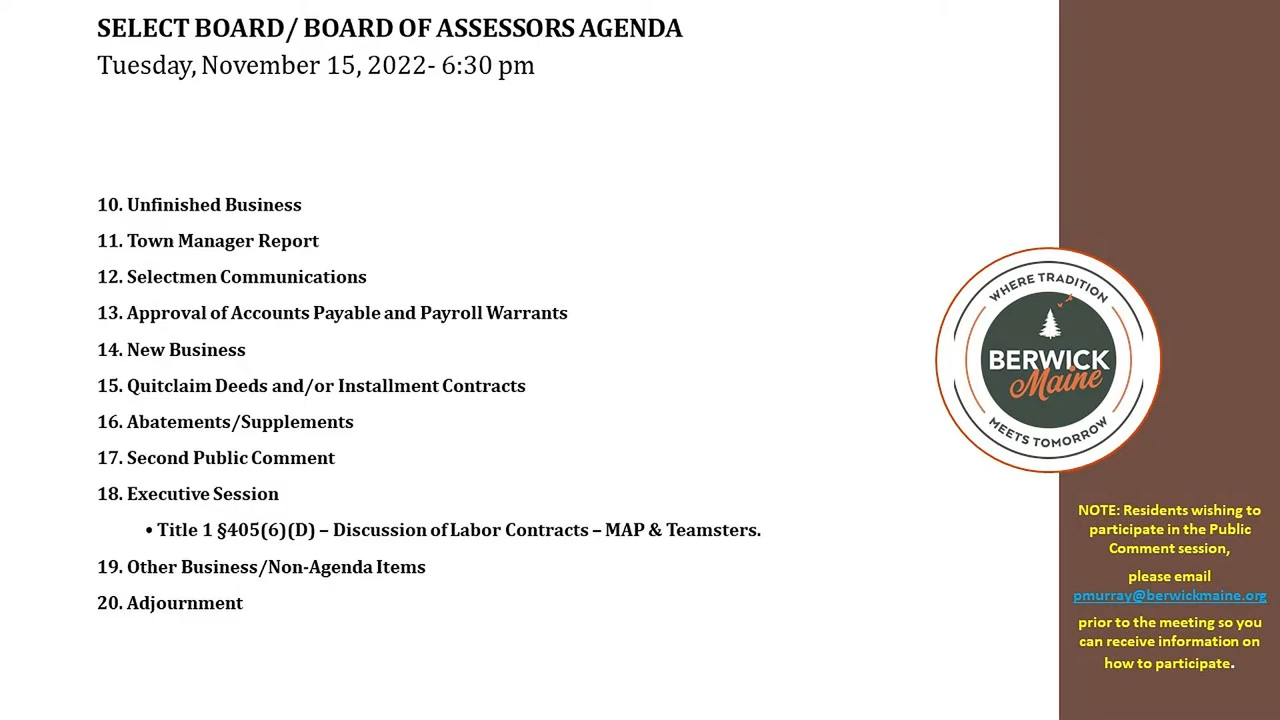 SELECT BOARD/ BOARD OF ASSESSORS AGENDA
Tuesday, November 15, 2022- 6:30 pm
10. Unfinished Business
11. Town Manager Report
12. Selectmen Communications
13. Approval of Accounts Payable and Payroll Warrants
14. New Business
15. Quitclaim Deeds and/or Installment Contracts
16. Abatements/Supplements
17. Second Public Comment
18. Executive Session
• Title 1 §405(6)(D) – Discussion of Labor Contracts – MAP & Teamsters.
19. Other Business/Non-Agenda Items
20. Adjournment
WHERE TRADITION
BERWICK
Maine
MEETS TOMORROW
NOTE: Residents wishing to
participate in the Public
Comment session,
please email
pmurray@berwickmaine.org
prior to the meeting so you
can receive information on
how to participate.